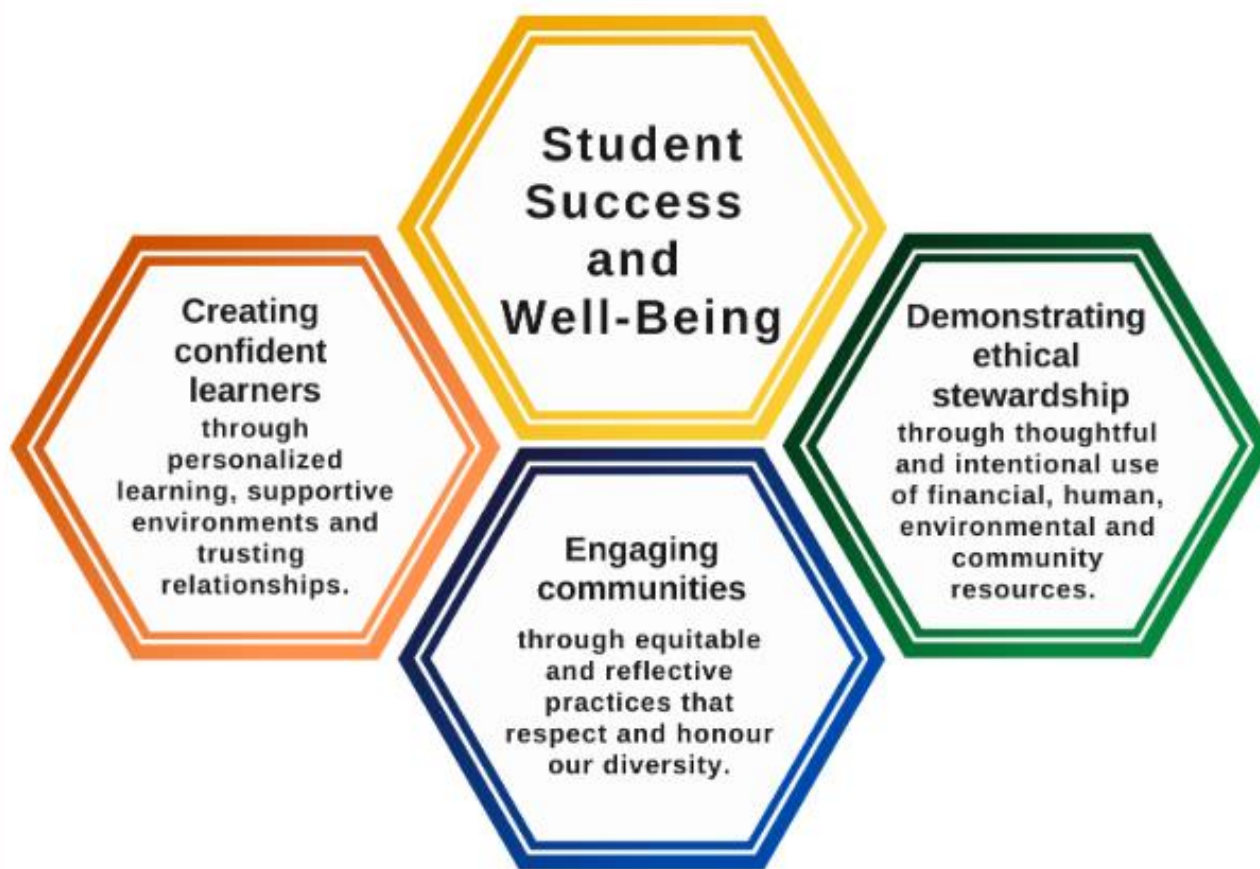 Student
Success
and
Well-Being
Creating
confident
learners
through
personalized
learning, supportive
environments and
trusting
relationships.
Engaging
communities
through equitable
and reflective
practices that
respect and honour
our diversity.
Demonstrating
ethical
stewardship
through thoughtful
and intentional use
of financial, human,
environmental and
community
resources.